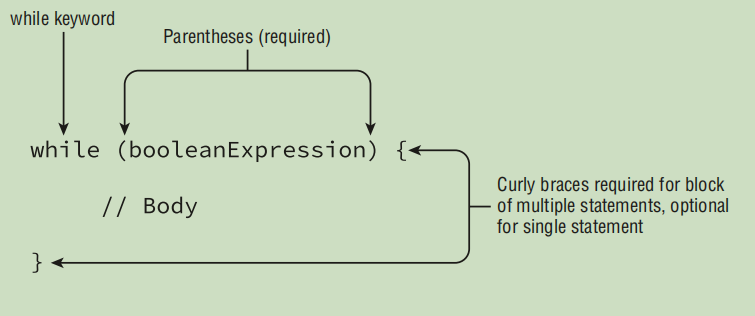 while keyword
Parentheses (required)
while (booleanExpression) {
// Body
Curly braces required for block
of multiple statements, optional
for single statement
}